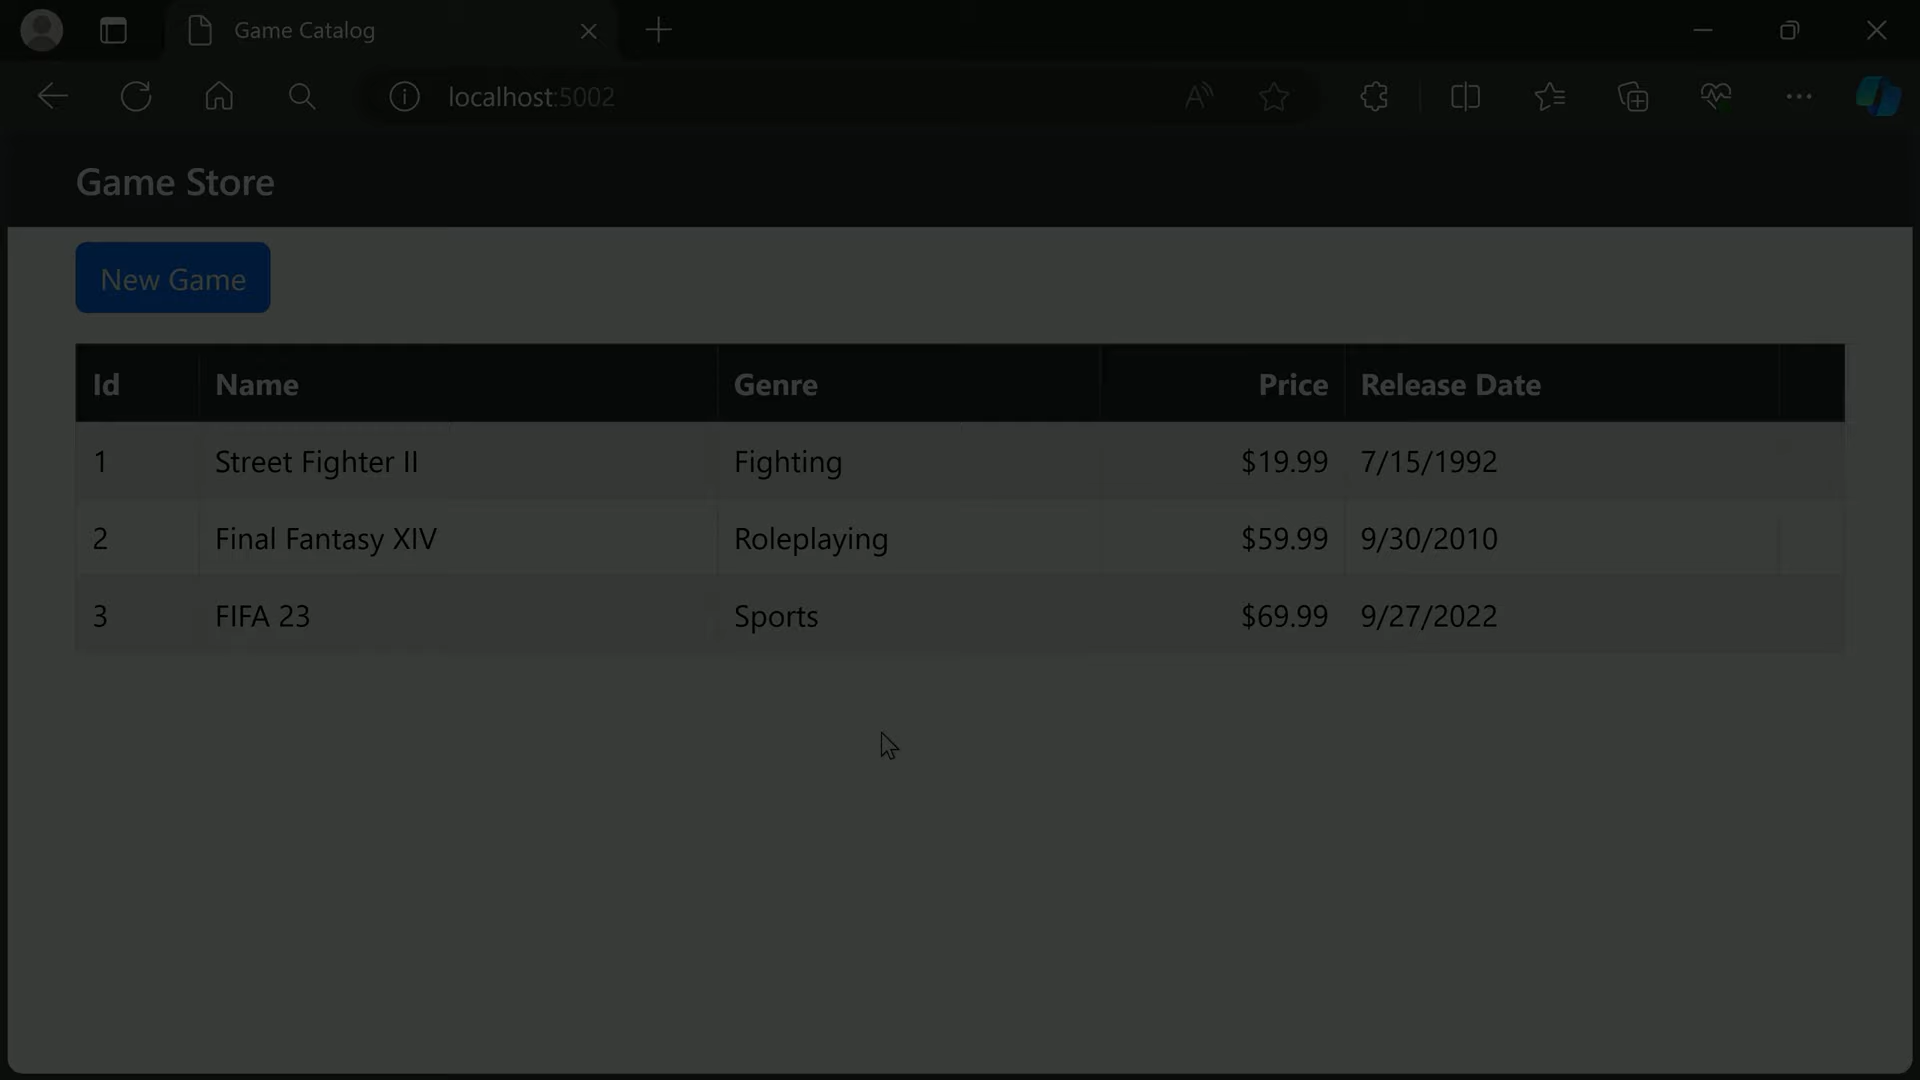 Game Catalog
localhost:5002
Game Store
New Game
Id Name Genre Price Release Date
1 Street Fighter II Fighting $19.99 7/15/1992
2 Final Fantasy XIV Roleplaying $59.99 9/30/2010
3 FIFA 23 Sports $69.99 9/27/2022